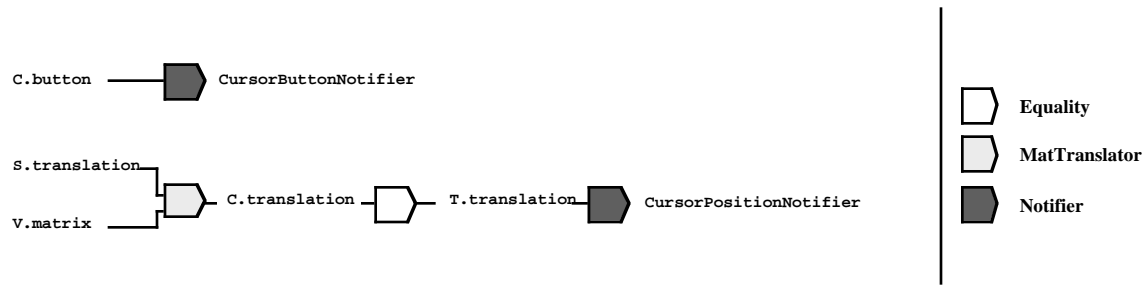 C.button
CursorButtonNotifier
S.translation
V.matrix
C.translation
T.translation
CursorPositionNotifier
Equality
MatTranslator
Notifier